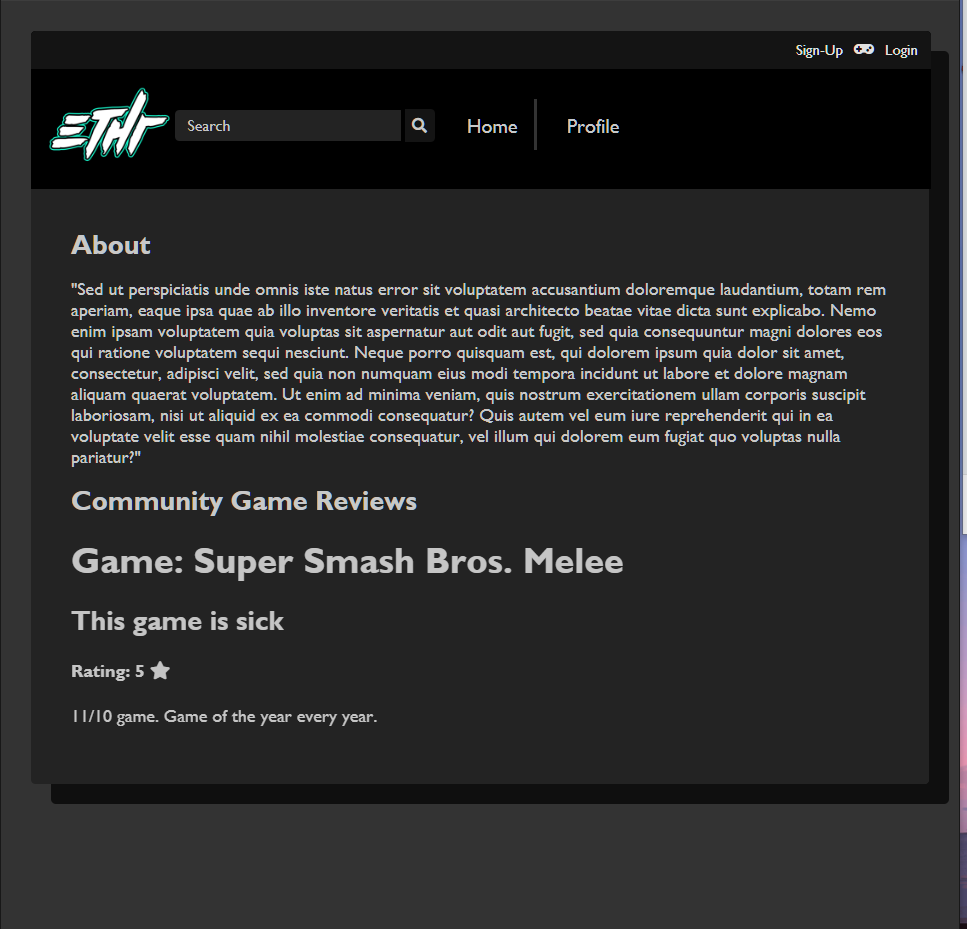 Sign-Up Login
ETHR
Search Home Profile
About
"Sed ut perspiciatis unde omnis iste natus error sit voluptatem accusantium doloremque laudantium, totam rem
aperiam, eaque ipsa quae ab illo inventore veritatis et quasi architecto beatae vitae dicta sunt explicabo. Nemo
enim ipsam voluptatem quia voluptas sit aspernatur aut odit aut fugit, sed quia consequuntur magni dolores eos
qui ratione voluptatem sequi nesciunt. Neque porro quisquam est, qui dolorem ipsum quia dolor sit amet,
consectetur, adipisci velit, sed quia non numquam eius modi tempora incidunt ut labore et dolore magnam
aliquam quaerat voluptatem. Ut enim ad minima veniam, quis nostrum exercitationem ullam corporis suscipit
laboriosam, nisi ut aliquid ex ea commodi consequatur? Quis autem vel eum iure reprehenderit qui in ea
voluptate velit esse quam nihil molestiae consequatur, vel illum qui dolorem eum fugiat quo voluptas nulla
pariatur?"
Community Game Reviews
Game: Super Smash Bros. Melee
This game is sick
Rating: 5
11/10 game. Game of the year every year.